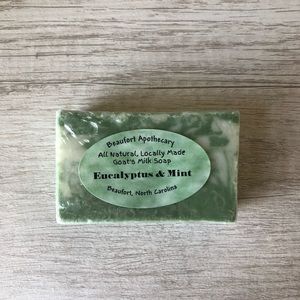 Beaufort Apothecary
All Natural, Locally Made
Goat's Milk Soap
Eucalyptus & Mint
Beaufort, North Carolina